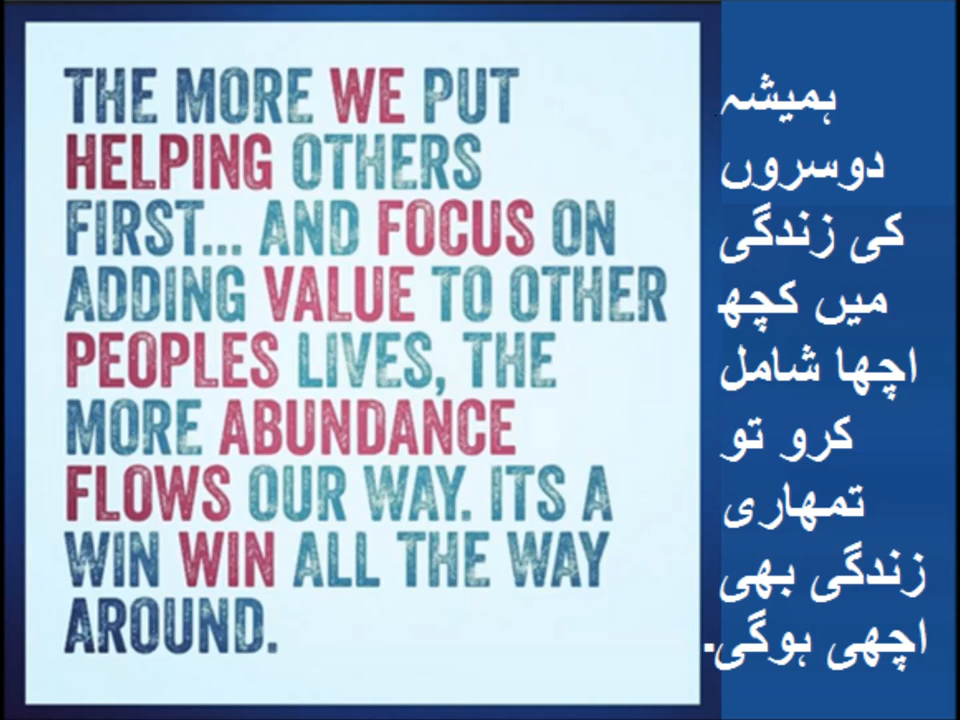 THE MORE WE PUT
HELPING OTHERS
FIRST... AND FOCUS ON
ADDING VALUE TO OTHER
PEOPLES LIVES, THE
MORE ABUNDANCE
FLOWS OUR WAY. ITS A
WIN WIN ALL THE WAY
AROUND.
ہمیشہ
دوسروں
کی زندگی
میں کچھ
اچھا شامل
کرو تو
تمھاری
زندگی بھی
اچھی ہوگی۔